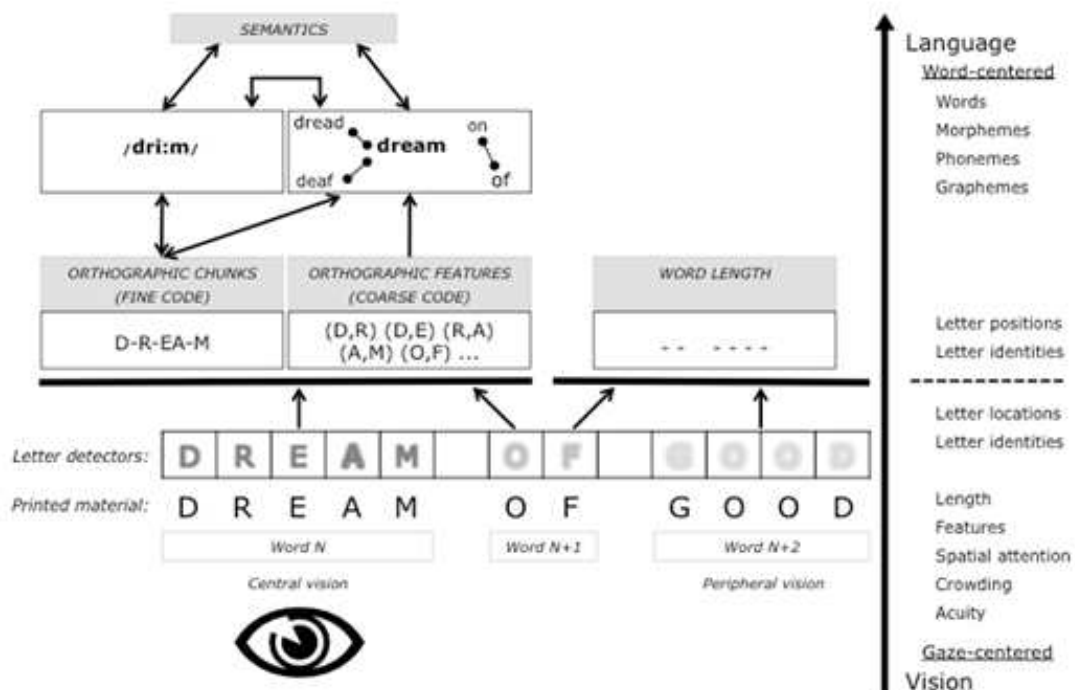 SEMANTICS
/dri:m/
dread
dream
deaf
on
of
ORTHOGRAPHIC CHUNKS
(FINE CODE)
D-R-EA-M
ORTHOGRAPHIC FEATURES
(COARSE CODE)
(D,R) (D,E) (R,A)
(A,M) (O,F) ...
WORD LENGTH
-- ----
Letter detectors: D R E A M O F G O O D
Printed material: D R E A M O F G O O D
Word N Word N+1 Word N+2
Central vision Peripheral vision
Language
Word-centered
Words
Morphemes
Phonemes
Graphemes
Letter positions
Letter identities
Letter locations
Letter identities
Length
Features
Spatial attention
Crowding
Acuity
Gaze-centered
Vision